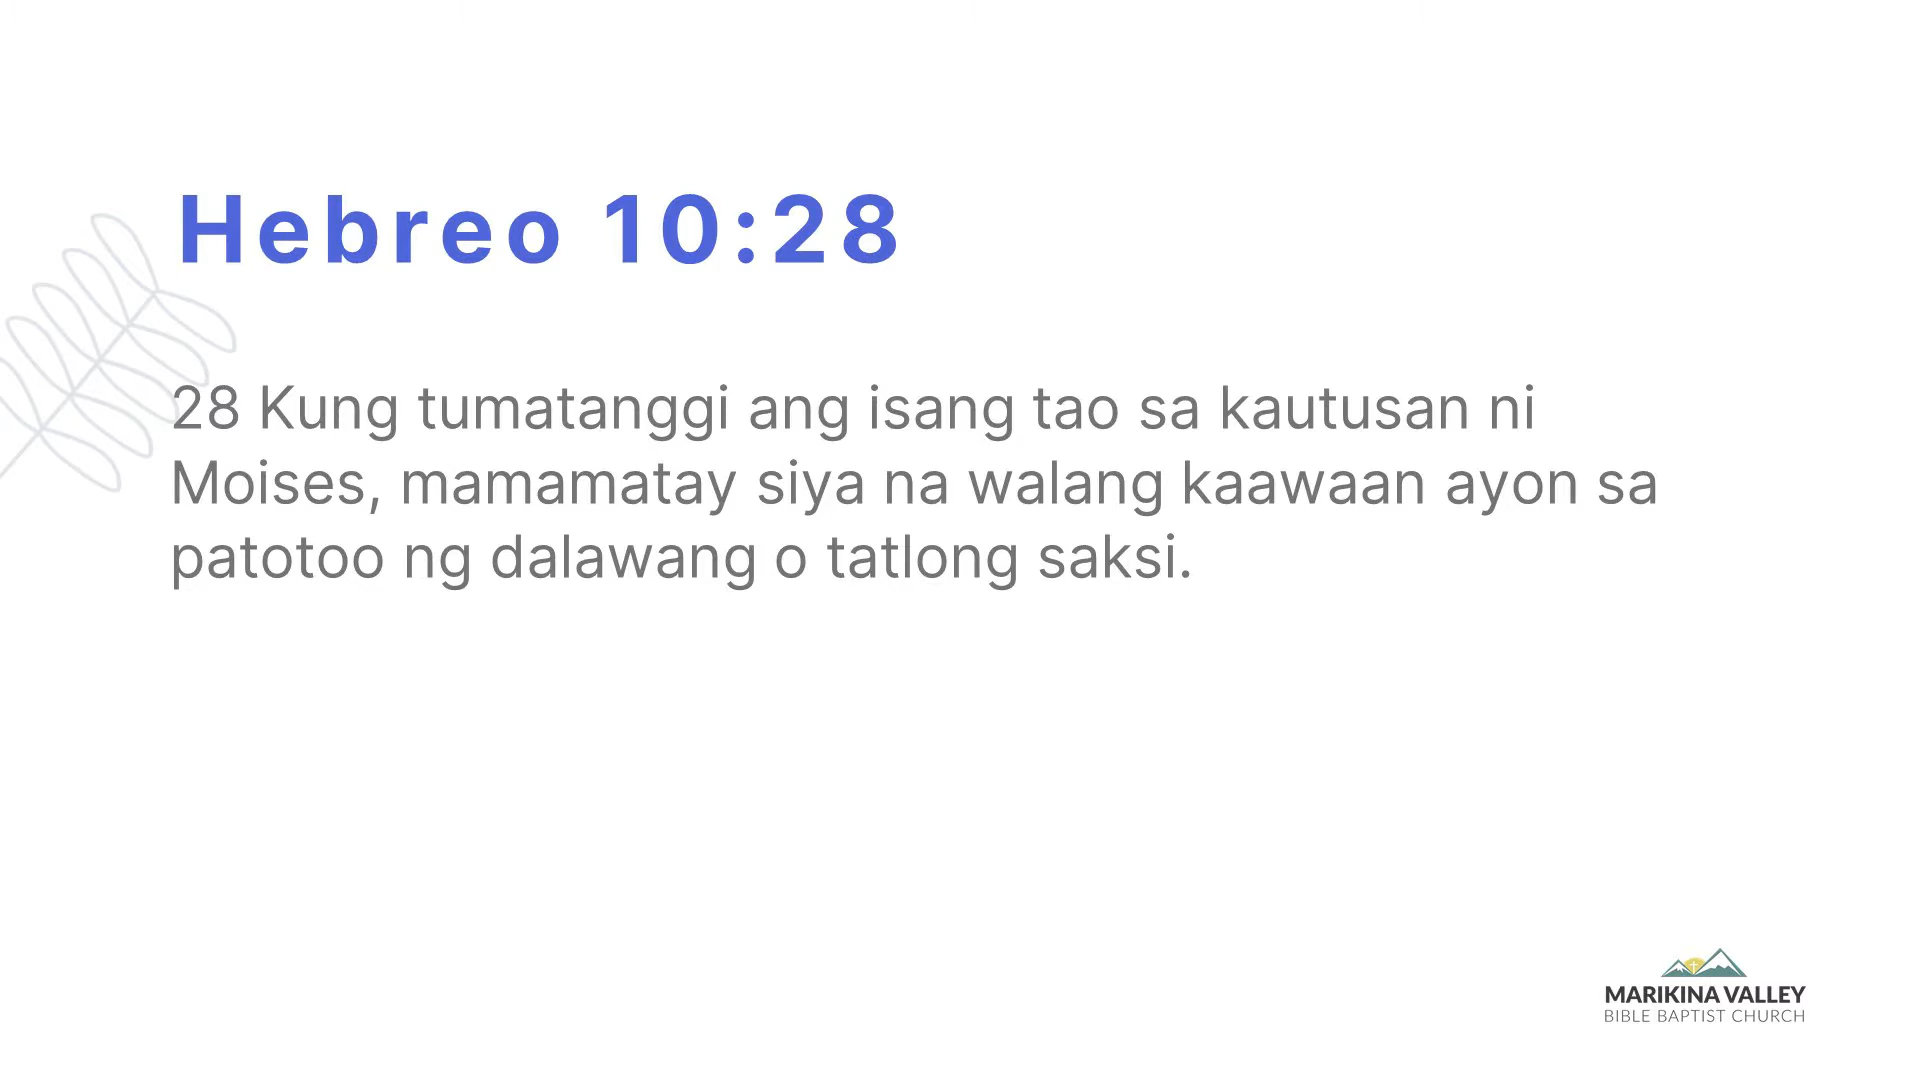 Hebreo 10:28
28 Kung tumatanggi ang isang tao sa kautusan ni
Moises, mamamatay siya na walang kaawaan ayon sa
patotoo ng dalawang o tatlong saksi.
MARIKINA VALLEY
BIBLE BAPTIST CHURCH